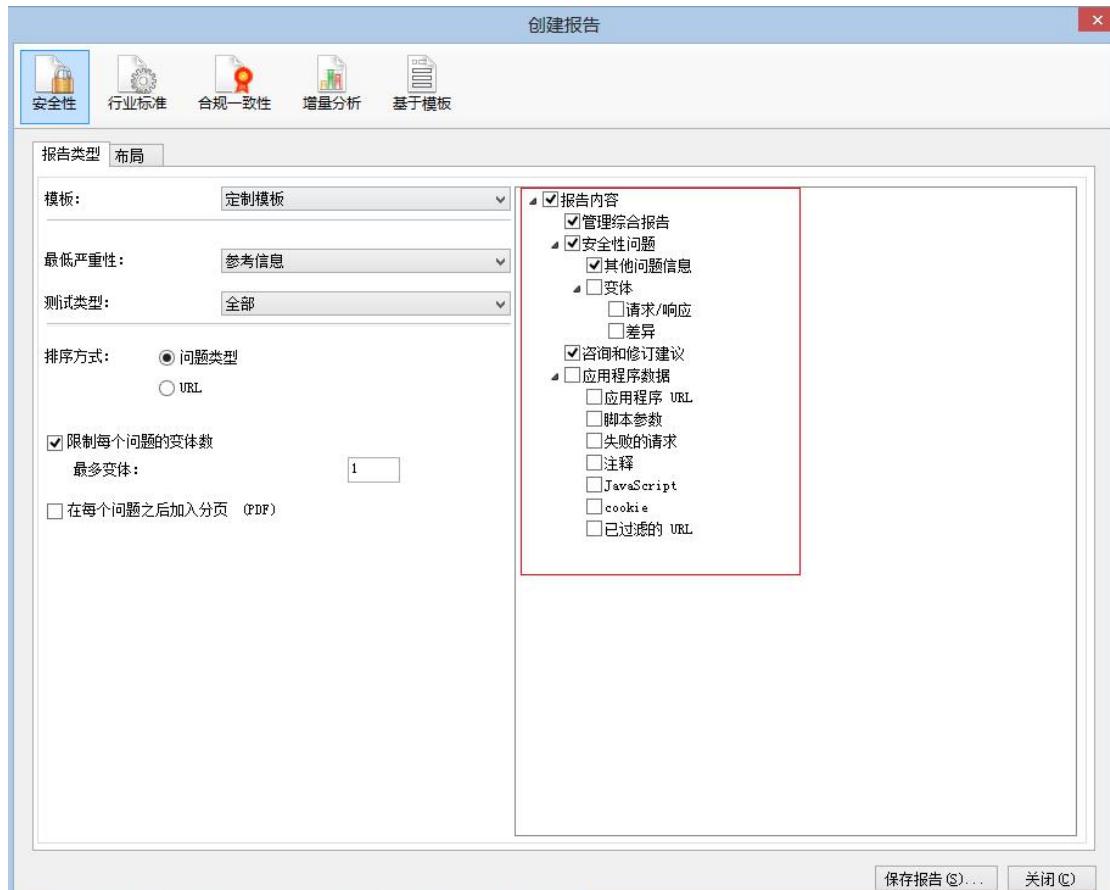 创建报告
安全性 行业标准 合规一致性 增量分析 基于模板
报告类型 布局
模板: 定制模板
最低严重性: 参考信息
测试类型: 全部
排序方式: 问题类型
URL
限制每个问题的变体数
最多变体: 1
在每个问题之后加入分页 (PDF)
报告内容
管理综合报告
安全性问题
其他问题信息
变体
请求/响应
差异
咨询和修订建议
应用程序数据
应用程序 URL
脚本参数
失败的请求
注释
JavaScript
cookie
已过滤的 URL
保存报告(S)... 关闭(C)